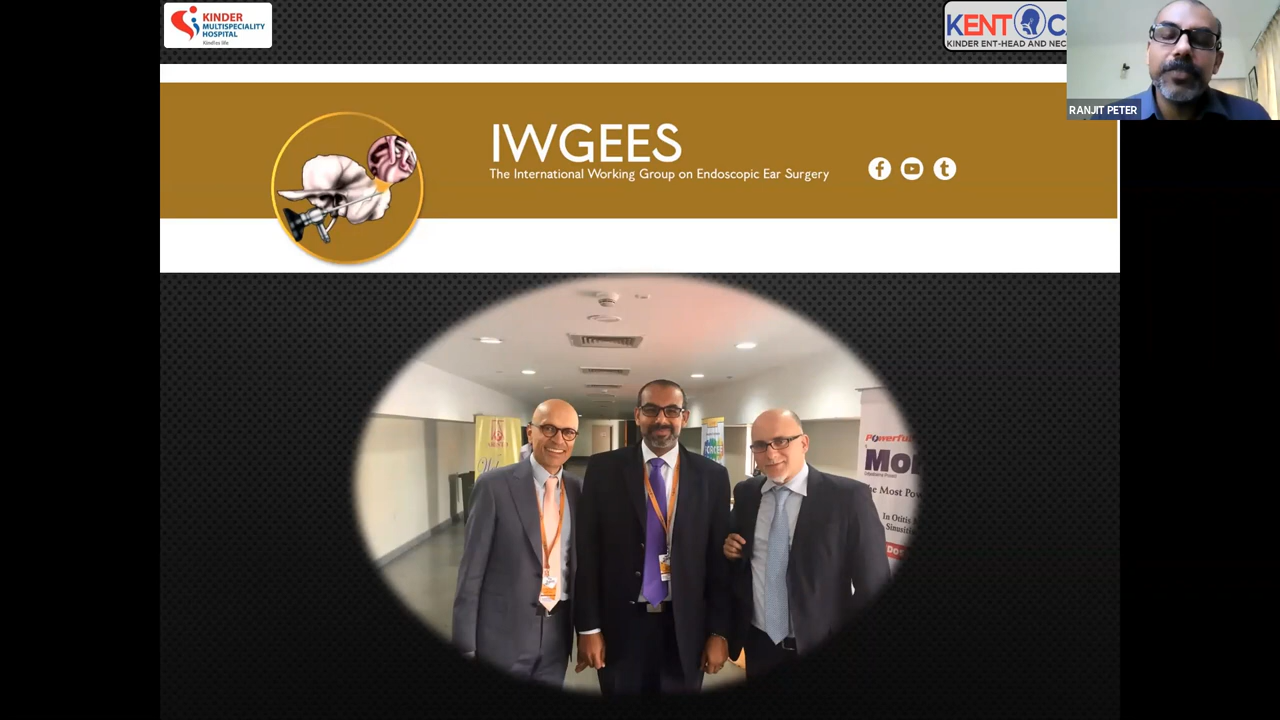 KINDER
MULTISPECIALITY
HOSPITAL
KENT
KINDER ENT-HEAD AND NEC
RANJIT PETER
IWGEES
The International Working Group on Endoscopic Ear Surgery
Powerful
Mo
The Most Pow
In Otitis
Sinusiti